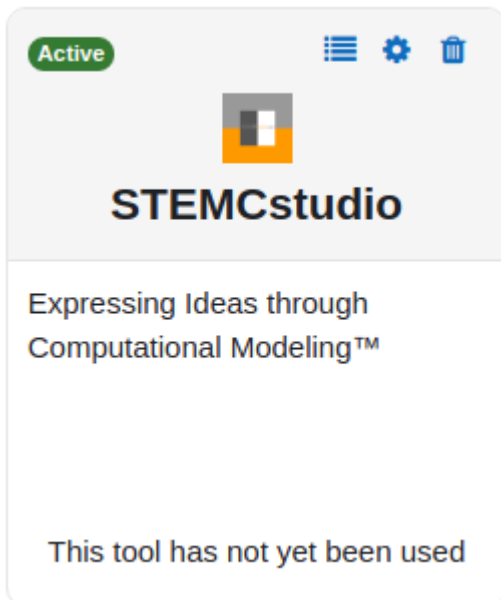 Active
STEMCstudio
Expressing Ideas through
Computational Modeling™
This tool has not yet been used